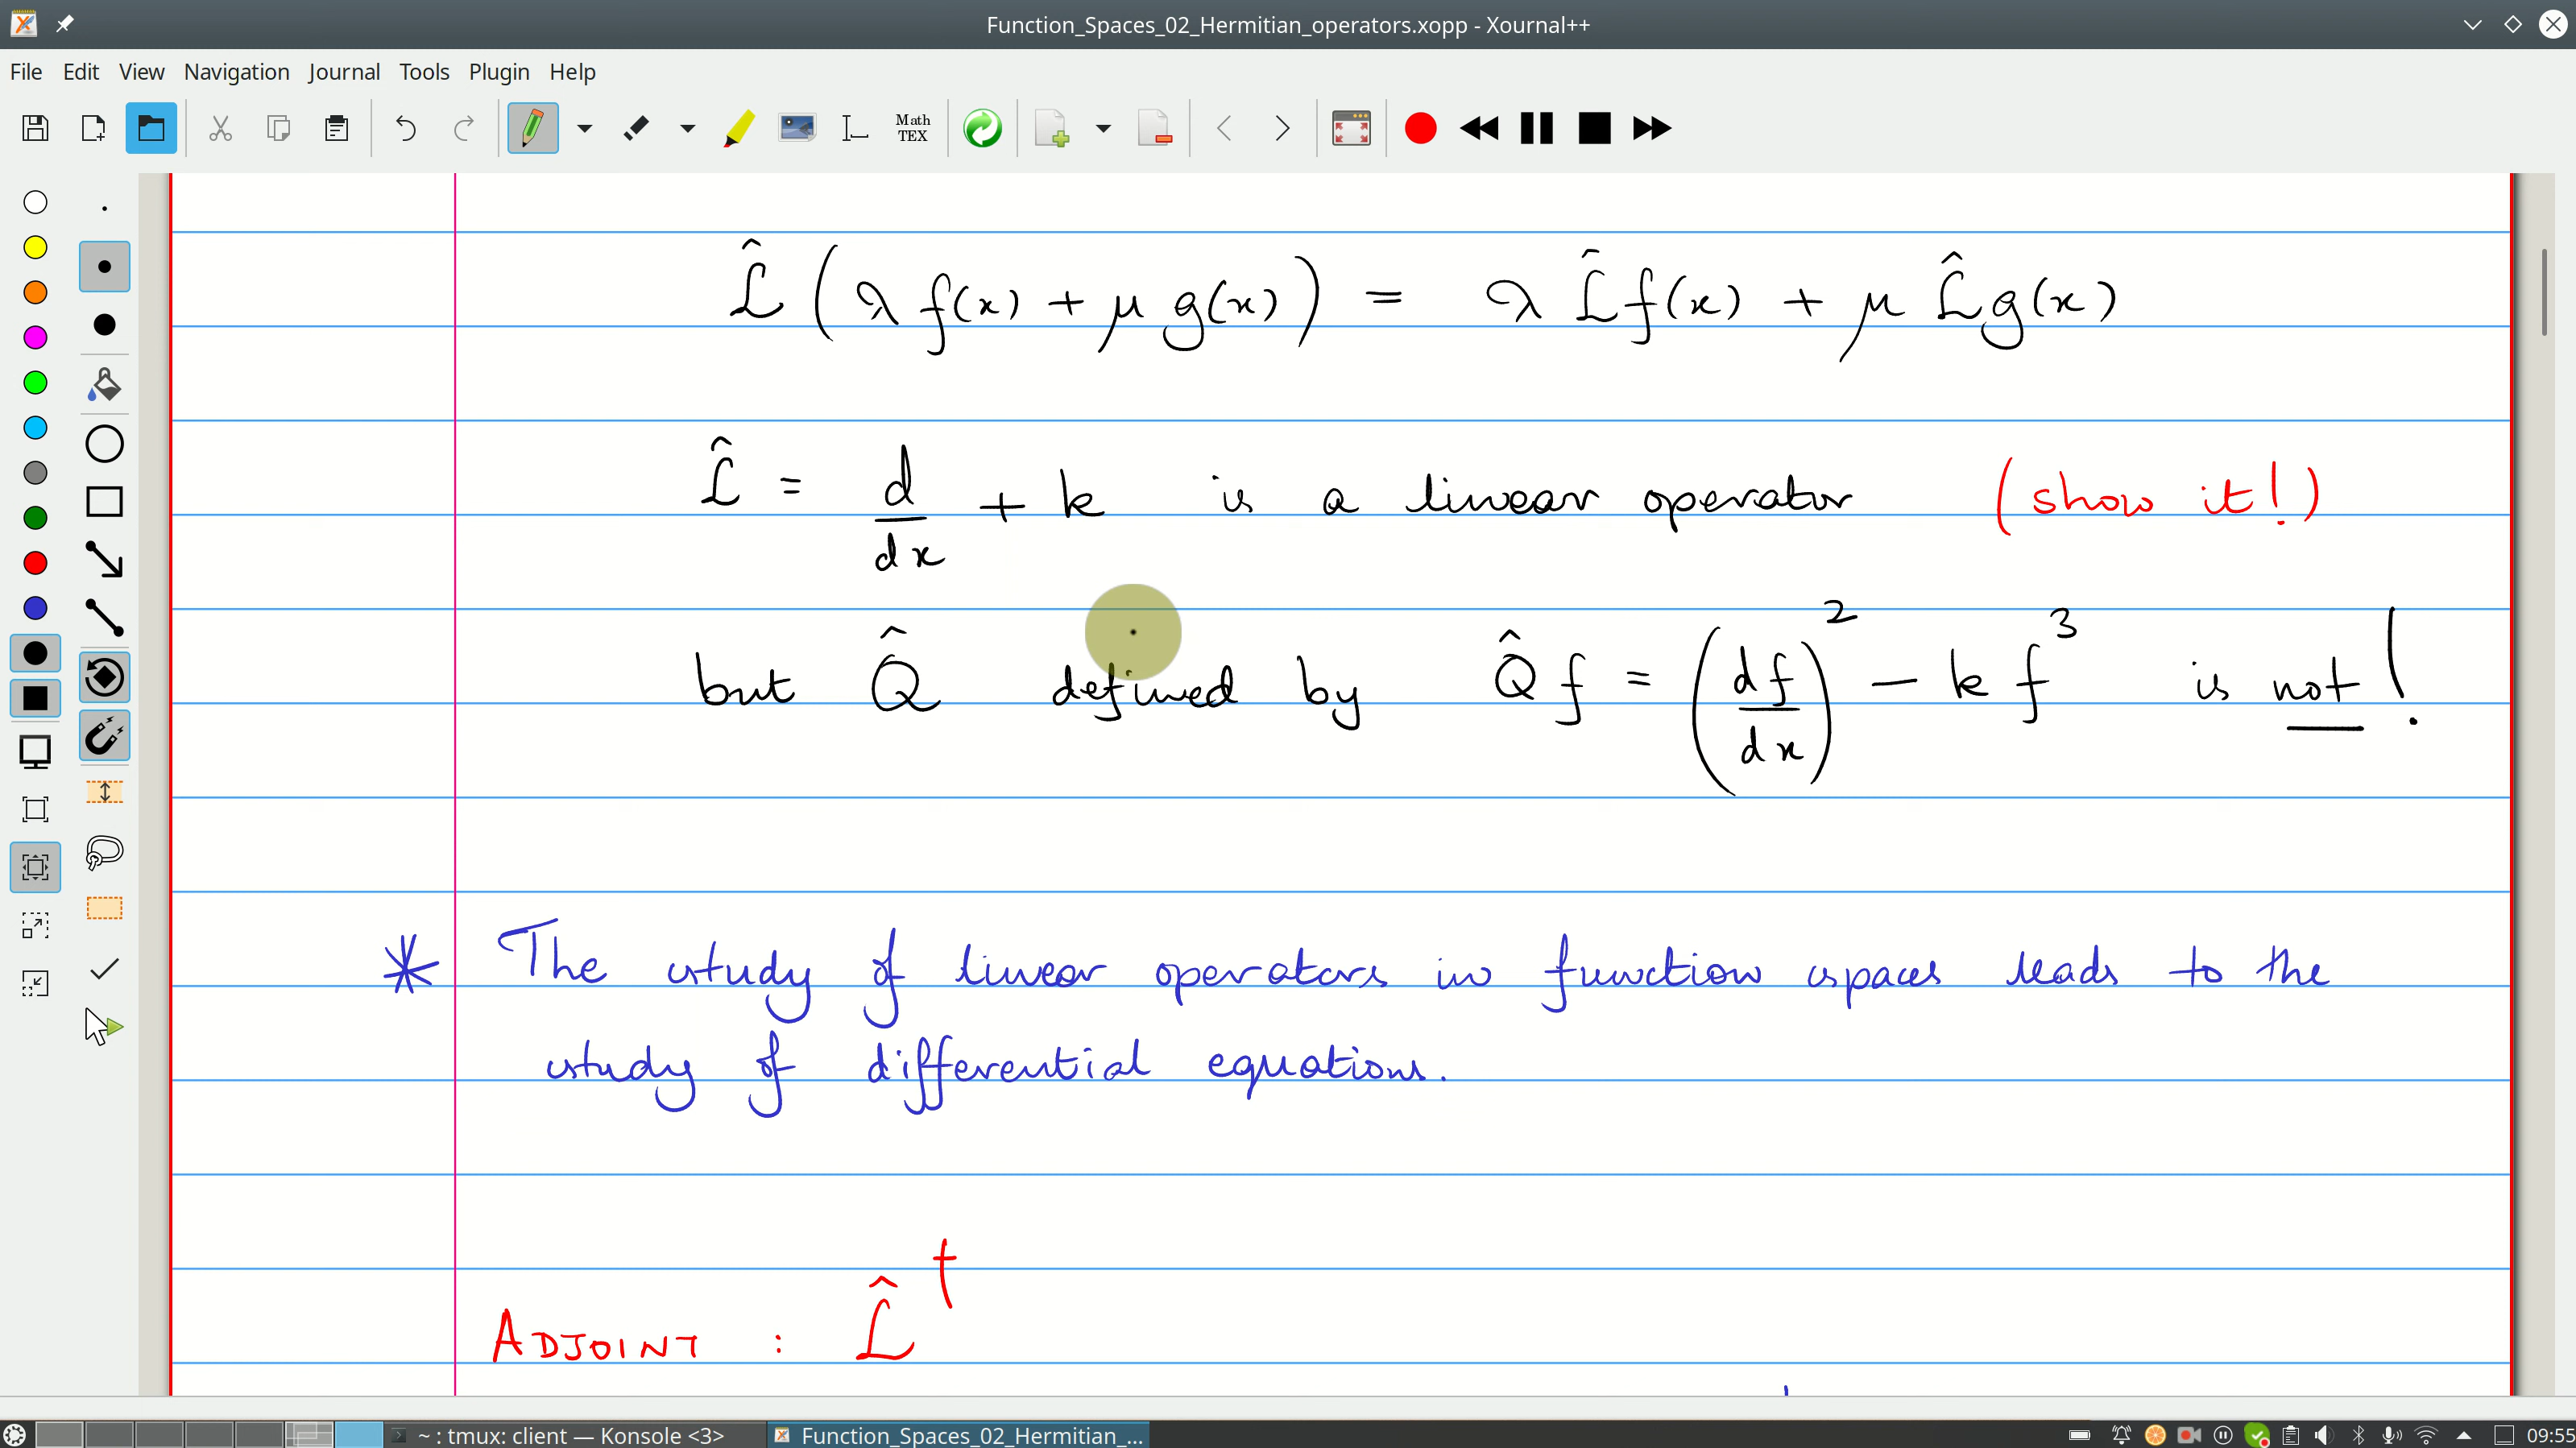 Function_Spaces_02_Hermitian_operators.xopp - Xournal++
File Edit View Navigation Journal Tools Plugin Help
Math TEX
L̂ ( λ f(x) + μ g(x) ) = λ L̂ f(x) + μ L̂ g(x)
L̂ = d/dx + k is a linear operator (show it!)
but Q̂ defined by Q̂ f = (df/dx)² - k f³ is not!
* The study of linear operators in function spaces leads to the
study of differential equations.
ADJOINT : L̂†
~ : tmux: client — Konsole <3> Function_Spaces_02_Hermitian_... 09:55